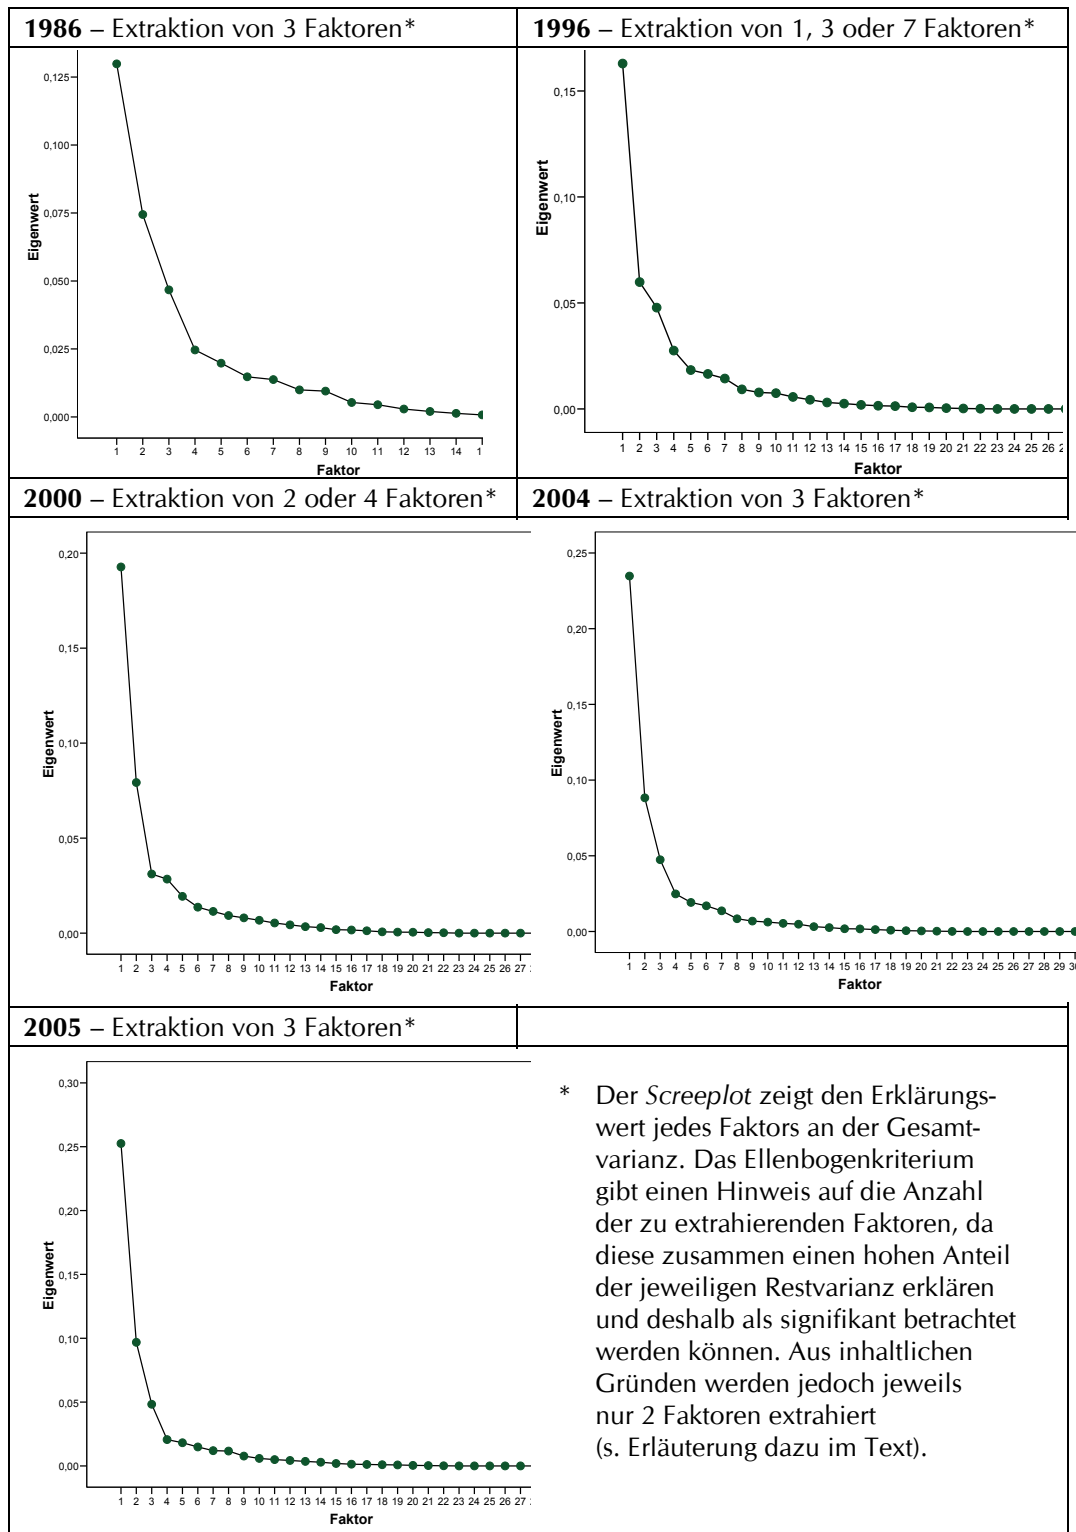 1986 – Extraktion von 3 Faktoren*
0,125
0,100
0,075
0,050
0,025
0,000
Eigenwert
1 2 3 4 5 6 7 8 9 10 11 12 13 14 1
Faktor
1996 – Extraktion von 1, 3 oder 7 Faktoren*
0,15
0,10
0,05
0,00
Eigenwert
1 2 3 4 5 6 7 8 9 10 11 12 13 14 15 16 17 18 19 20 21 22 23 24 25 26 2
Faktor
2000 – Extraktion von 2 oder 4 Faktoren*
0,20
0,15
0,10
0,05
0,00
Eigenwert
1 2 3 4 5 6 7 8 9 10 11 12 13 14 15 16 17 18 19 20 21 22 23 24 25 26 27
Faktor
2004 – Extraktion von 3 Faktoren*
0,25
0,20
0,15
0,10
0,05
0,00
Eigenwert
1 2 3 4 5 6 7 8 9 10 11 12 13 14 15 16 17 18 19 20 21 22 23 24 25 26 27 28 29 30
Faktor
2005 – Extraktion von 3 Faktoren*
0,30
0,25
0,20
0,15
0,10
0,05
0,00
Eigenwert
1 2 3 4 5 6 7 8 9 10 11 12 13 14 15 16 17 18 19 20 21 22 23 24 25 26 27
Faktor
* Der Screeplot zeigt den Erklärungs-
wert jedes Faktors an der Gesamt-
varianz. Das Ellenbogenkriterium
gibt einen Hinweis auf die Anzahl
der zu extrahierenden Faktoren, da
diese zusammen einen hohen Anteil
der jeweiligen Restvarianz erklären
und deshalb als signifikant betrachtet
werden können. Aus inhaltlichen
Gründen werden jedoch jeweils
nur 2 Faktoren extrahiert
(s. Erläuterung dazu im Text).